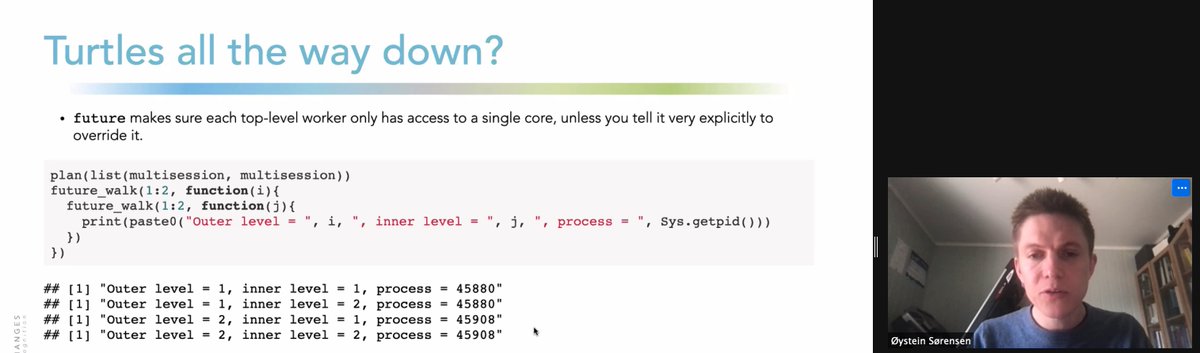 Turtles all the way down?
• future makes sure each top-level worker only has access to a single core, unless you tell it very explicitly to
override it.
plan(list(multisession, multisession))
future_walk(1:2, function(i){
  future_walk(1:2, function(j){
    print(paste0("Outer level = ", i, ", inner level = ", j, ", process = ", Sys.getpid()))
  })
})
## [1] "Outer level = 1, inner level = 1, process = 45880"
## [1] "Outer level = 1, inner level = 2, process = 45880"
## [1] "Outer level = 2, inner level = 1, process = 45908"
## [1] "Outer level = 2, inner level = 2, process = 45908"
Øystein Sørensen